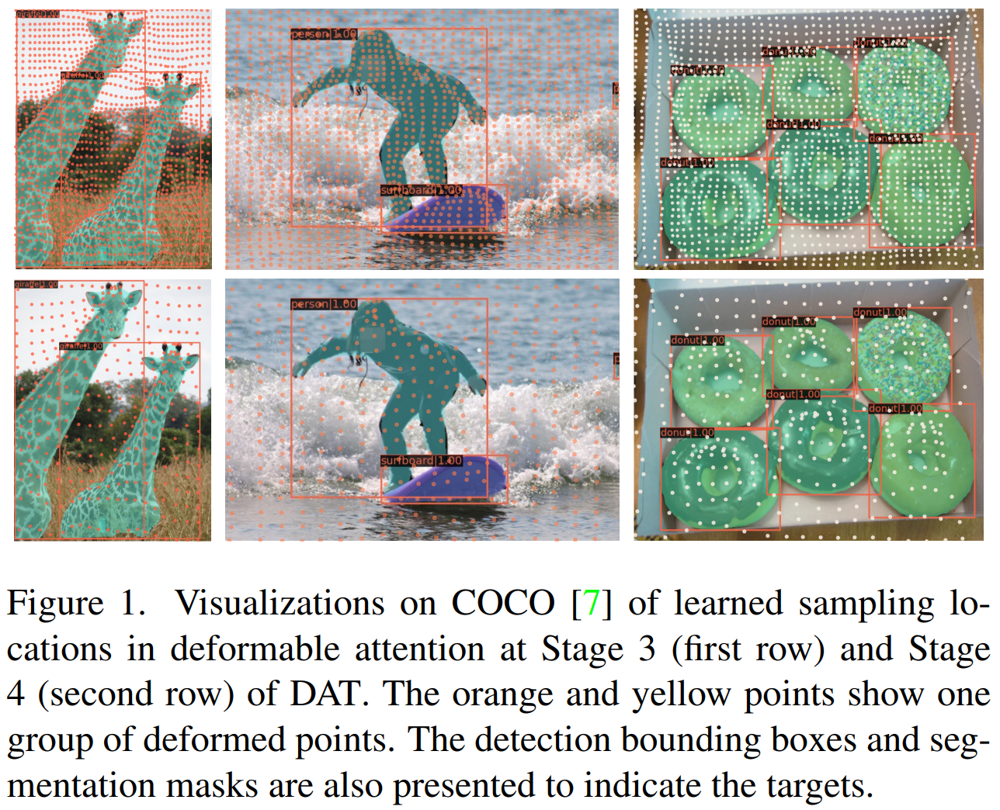 giraffe|1.00
giraffe|1.00
person|1.00
surfboard|1.00
donut|1.00
donut|1.00
donut|1.00
donut|1.00
donut|1.00
donut|1.00
giraffe|1.00
giraffe|1.00
person|1.00
surfboard|1.00
donut|1.00
donut|1.00
donut|1.00
donut|1.00
donut|1.00
donut|1.00
Figure 1. Visualizations on COCO [7] of learned sampling lo-
cations in deformable attention at Stage 3 (first row) and Stage
4 (second row) of DAT. The orange and yellow points show one
group of deformed points. The detection bounding boxes and seg-
mentation masks are also presented to indicate the targets.